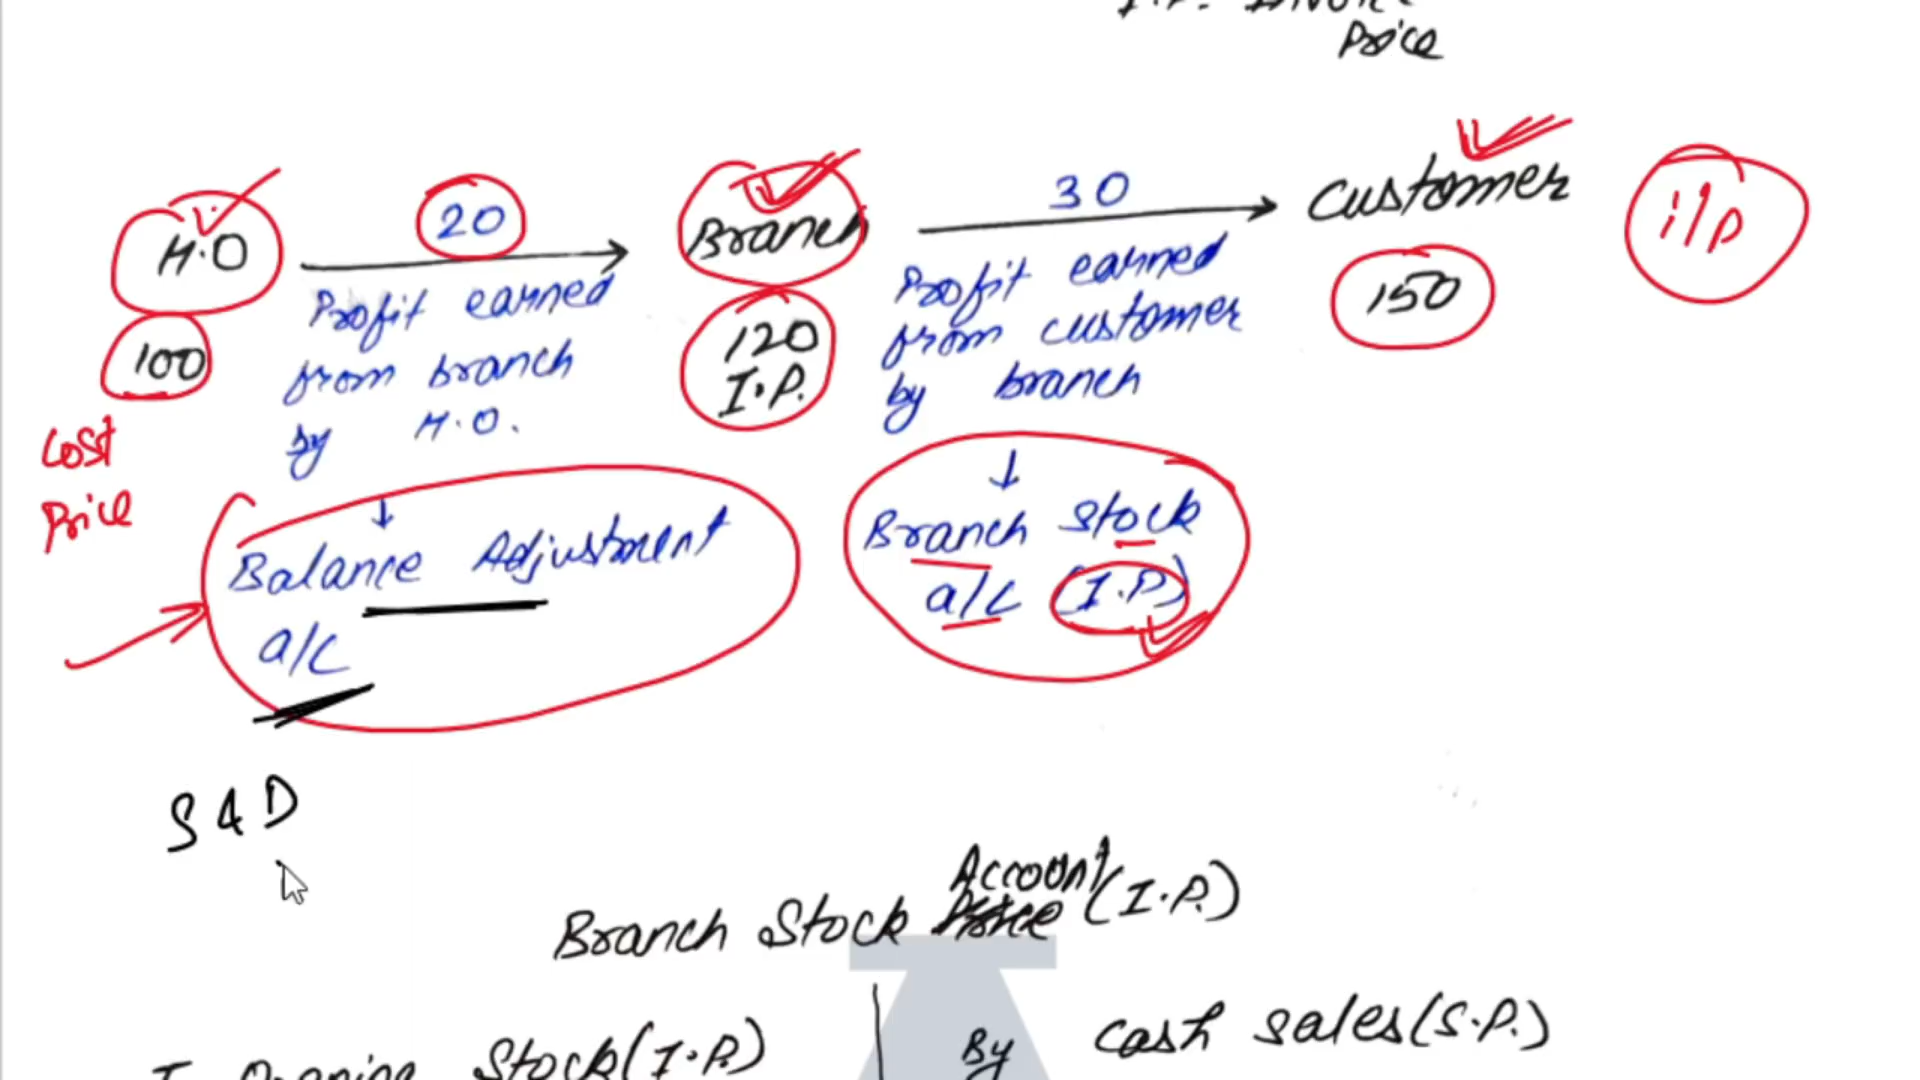 Price
H.O
20
Branch
30
Customer
i/p
100
Profit earned
from branch
by H.O.
120
I.P.
Profit earned
from customer
by branch
150
Cost
Price
Balance Adjustment
a/c
Branch Stock
a/c (I.P)
Branch Stock Account (I.P.)
Stock (I.P.)
By Cash Sales (S.P.)